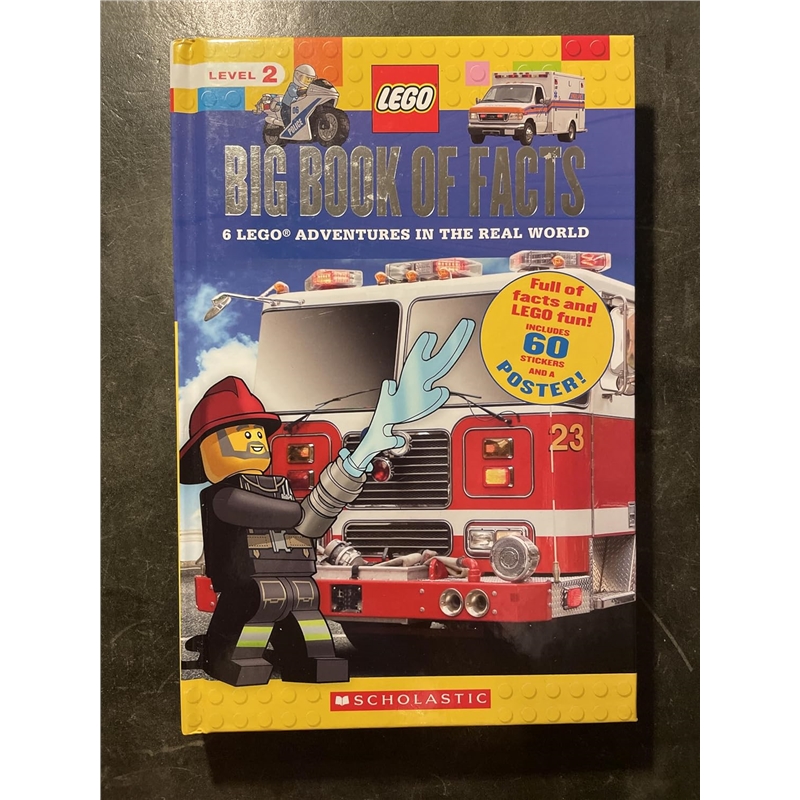 LEVEL 2
LEGO
POLICE
BIG BOOK OF FACTS
6 LEGO® ADVENTURES IN THE REAL WORLD
Full of
facts and
LEGO fun!
INCLUDES
60
STICKERS
AND A
POSTER!
23
SCHOLASTIC